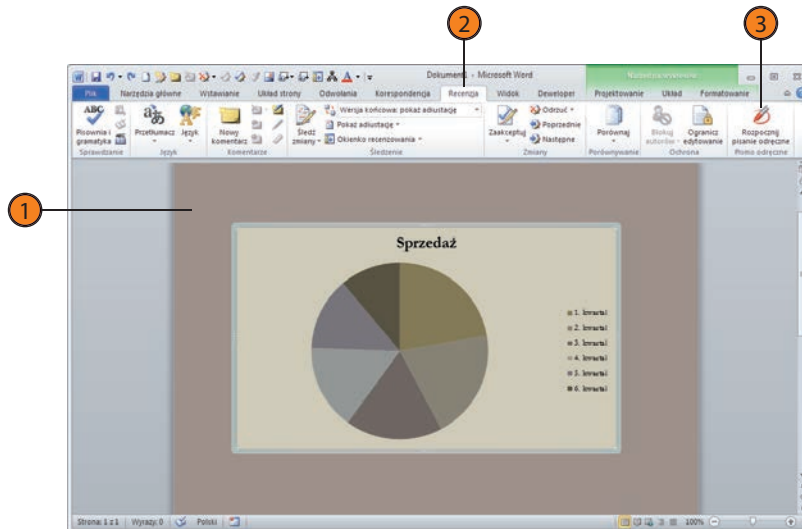 2
3
1
Dokument1 - Microsoft Word
Plik Narzędzia główne Wstawianie Układ strony Odwołania Korespondencja Recenzja Widok Deweloper Projektowanie Układ Formatowanie
ABC
Pisownia i gramatyka
Sprawdzanie
Przetłumacz Język
Język
Nowy komentarz
Komentarze
Śledź zmiany
Wersja końcowa: pokaż adiustację
Pokaż adiustację
Okienko recenzowania
Śledzenie
Zaakceptuj
Odrzuć
Poprzednie
Następne
Zmiany
Porównaj
Porównywanie
Blokuj autorów
Ogranicz edytowanie
Ochrona
Rozpocznij pisanie odręczne
Pismo odręczne
Sprzedaż
1. kwartał
2. kwartał
3. kwartał
4. kwartał
5. kwartał
6. kwartał
Strona: 1 z 1 Wyrazy: 0 Polski 100%